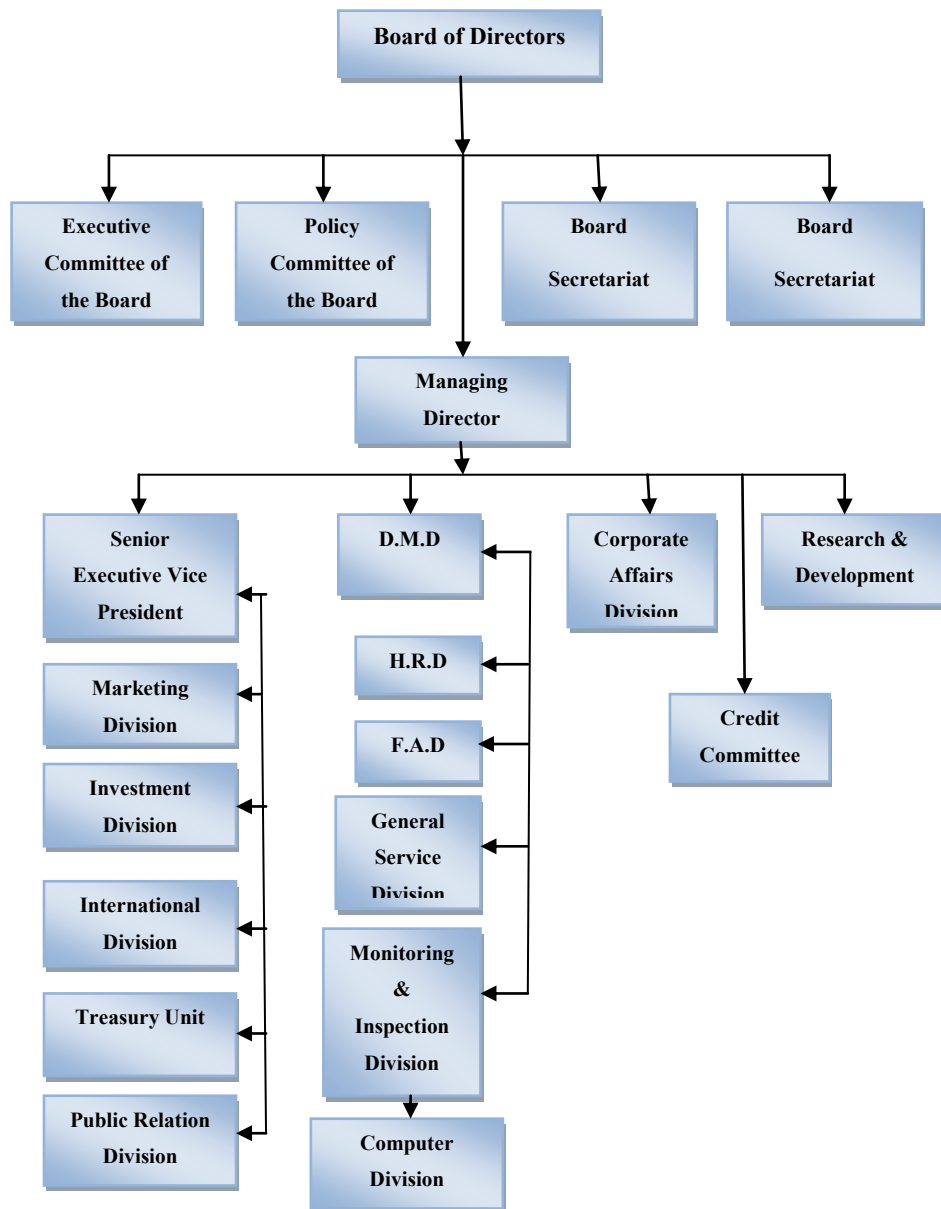 Board of Directors
Executive
Committee of
the Board
Policy
Committee of
the Board
Board
Secretariat
Board
Secretariat
Managing
Director
Senior
Executive Vice
President
D.M.D
Corporate
Affairs
Division
Research &
Development
Marketing
Division
H.R.D
Credit
Committee
F.A.D
Investment
Division
General
Service
Division
International
Division
Monitoring
&
Inspection
Division
Treasury Unit
Public Relation
Division
Computer
Division